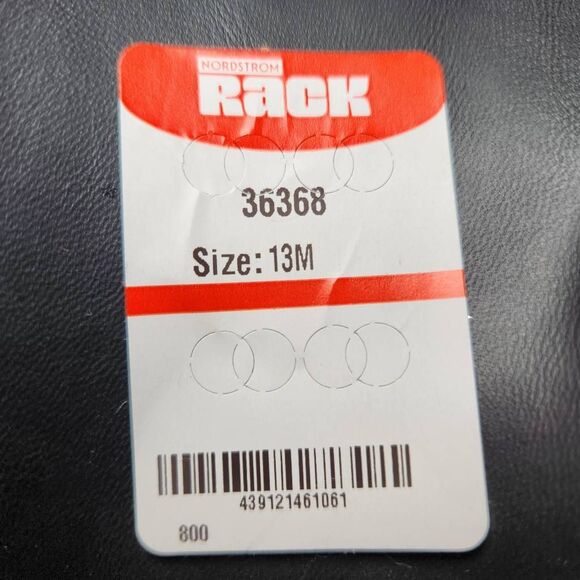 NORDSTROM
Rack
36368
Size: 13M
439121461061
800